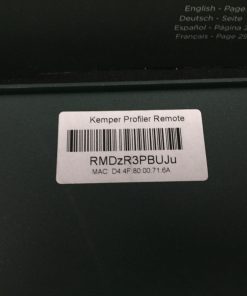 English - Page
Deutsch - Seite
Español - Página
Français - Page 29
Kemper Profiler Remote
RMDzR3PBUJu
MAC: D4:4F:80:00:71:6A